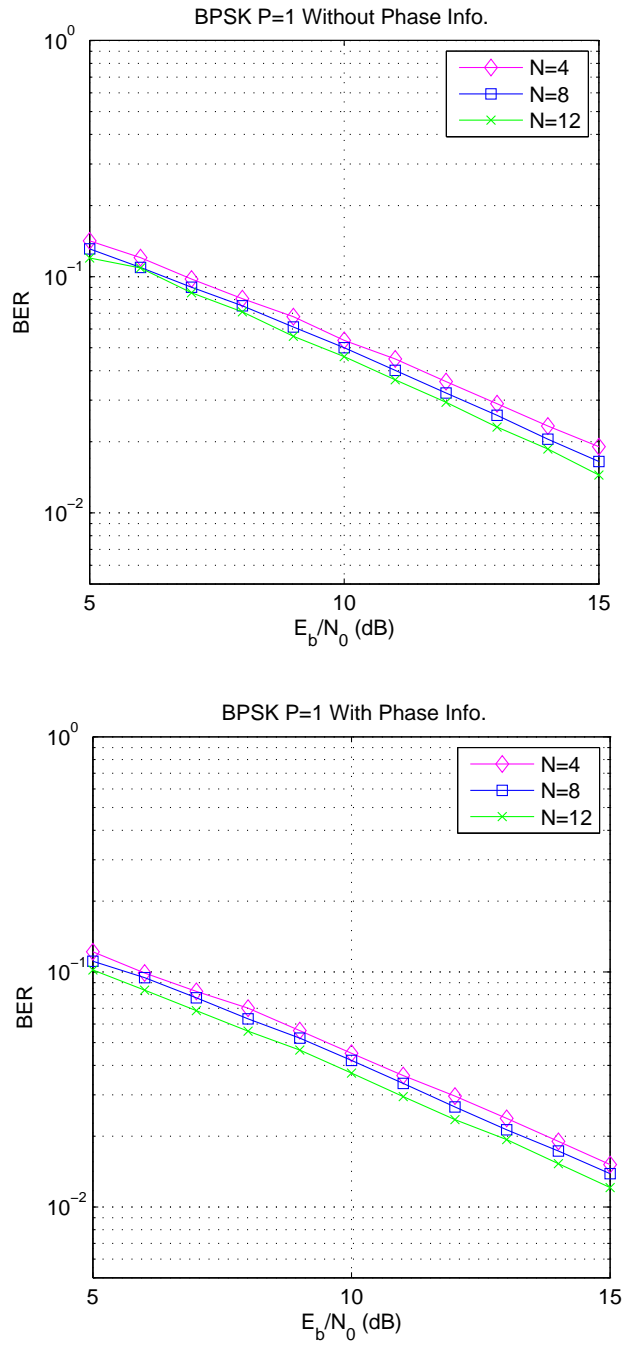 BPSK P=1 Without Phase Info.
10^0
10^-1
10^-2
BER
N=4
N=8
N=12
5
10
15
E_b/N_0 (dB)
BPSK P=1 With Phase Info.
10^0
10^-1
10^-2
BER
N=4
N=8
N=12
5
10
15
E_b/N_0 (dB)